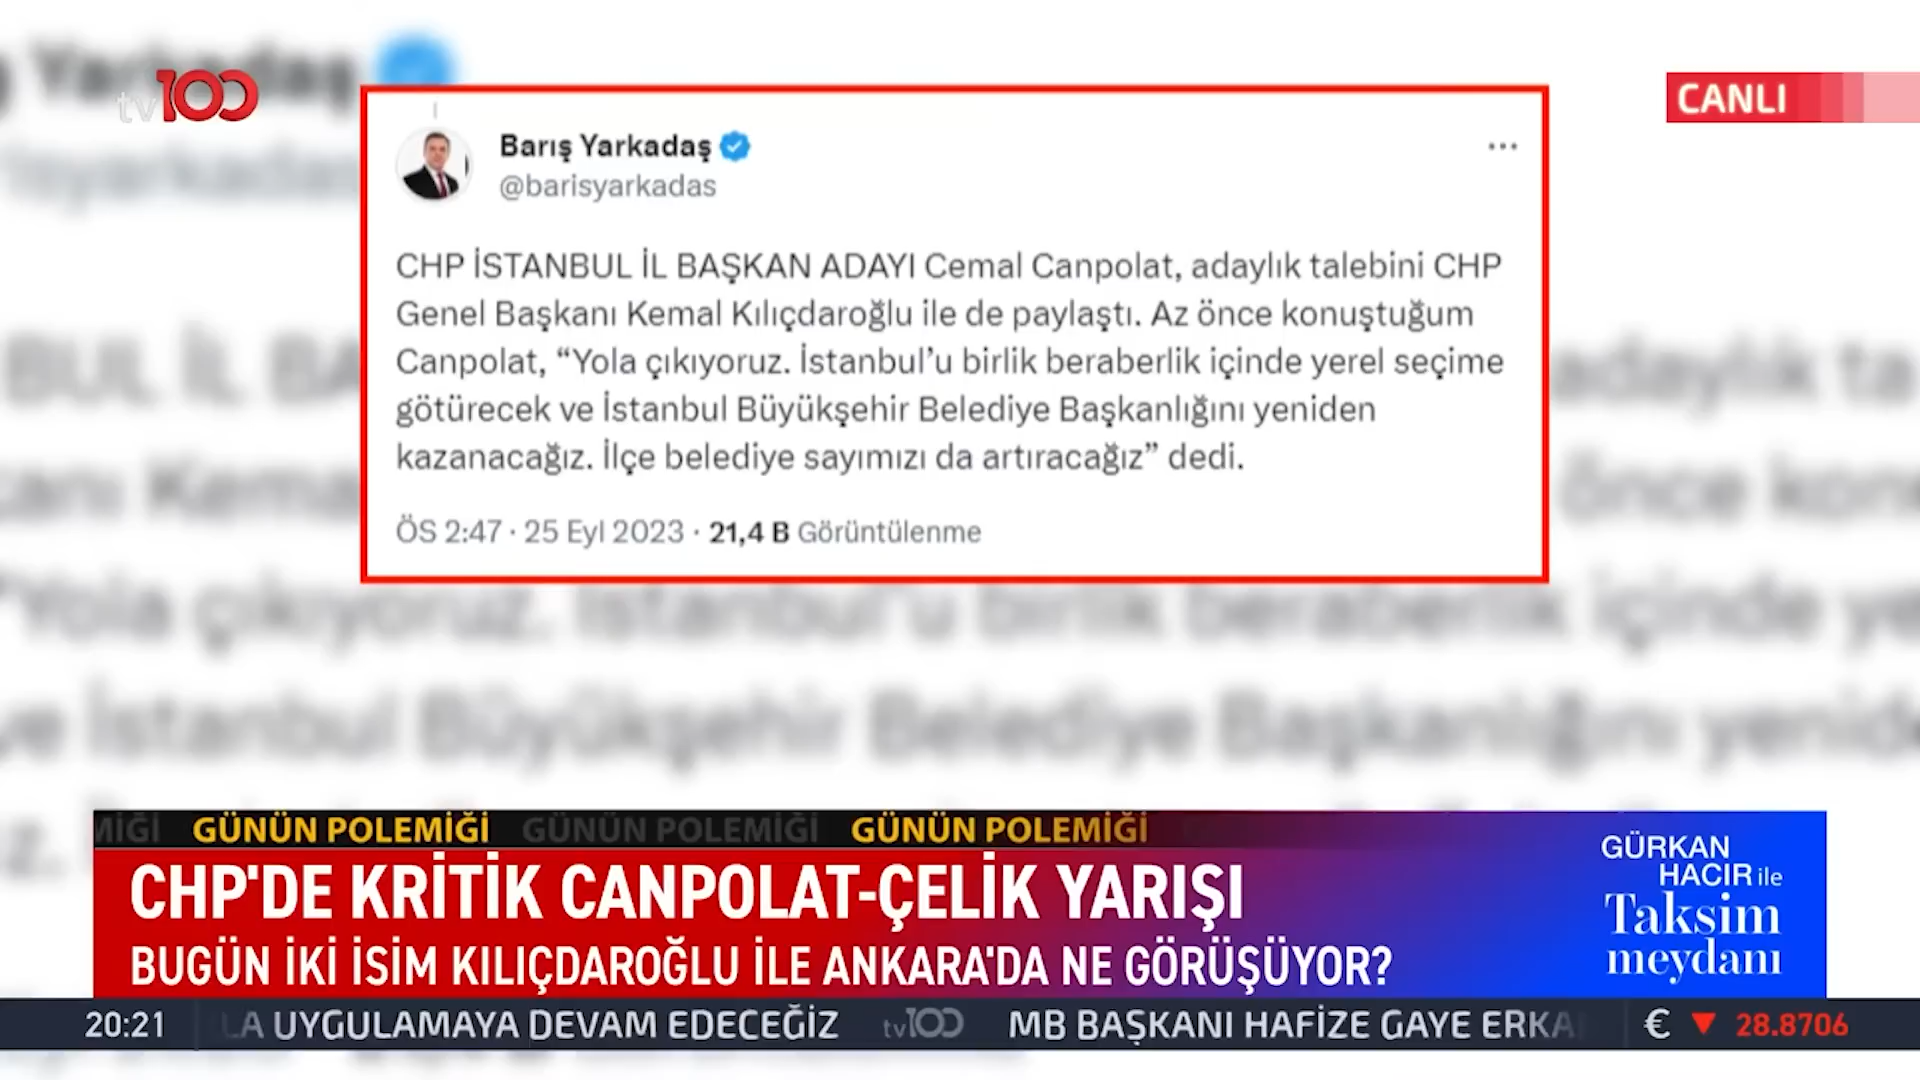 tv100
CANLI
Barış Yarkadaş
@barisyarkadas
CHP İSTANBUL İL BAŞKAN ADAYI Cemal Canpolat, adaylık talebini CHP
Genel Başkanı Kemal Kılıçdaroğlu ile de paylaştı. Az önce konuştuğum
Canpolat, “Yola çıkıyoruz. İstanbul’u birlik beraberlik içinde yerel seçime
götürecek ve İstanbul Büyükşehir Belediye Başkanlığını yeniden
kazanacağız. İlçe belediye sayımızı da artıracağız” dedi.
ÖS 2:47 · 25 Eyl 2023 · 21,4 B Görüntülenme
MİĞİ GÜNÜN POLEMİĞİ GÜNÜN POLEMİĞİ GÜNÜN POLEMİĞİ
CHP'DE KRİTİK CANPOLAT-ÇELİK YARIŞI
BUGÜN İKİ İSİM KILIÇDAROĞLU İLE ANKARA'DA NE GÖRÜŞÜYOR?
GÜRKAN
HACIR ile
Taksim
meydanı
20:21 LA UYGULAMAYA DEVAM EDECEĞİZ tv100 MB BAŞKANI HAFİZE GAYE ERKA € ▼ 28.8706